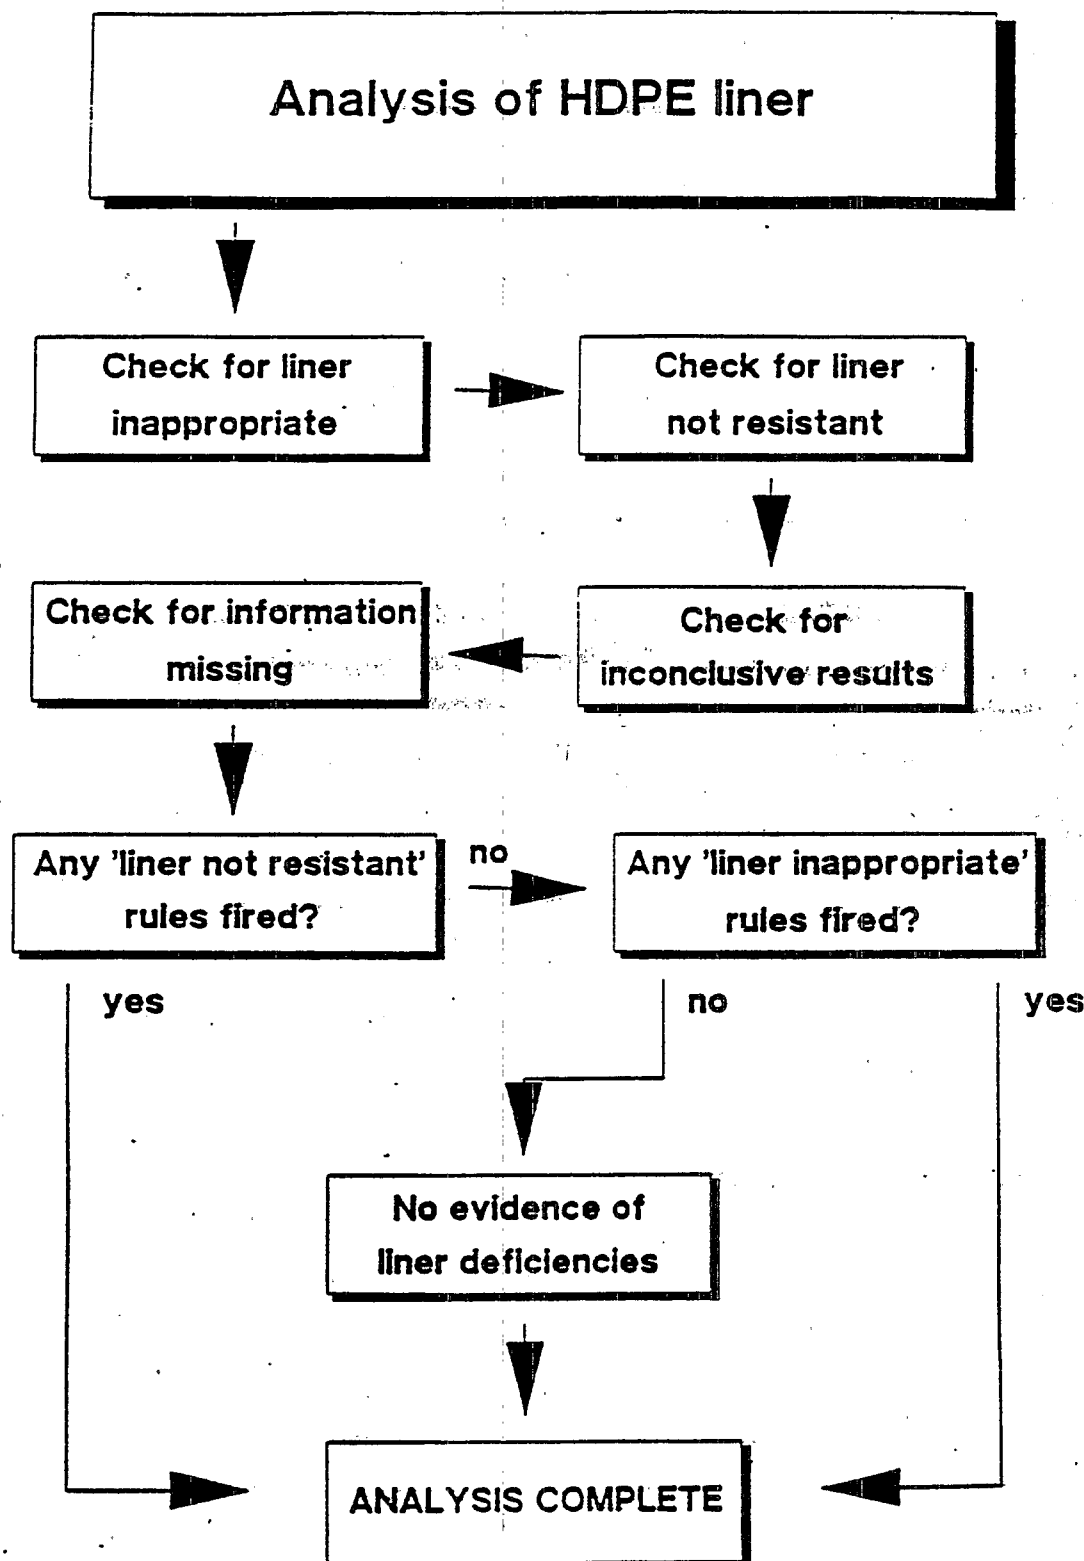 Analysis of HDPE liner
Check for liner
inappropriate
Check for liner
not resistant
Check for
inconclusive results
Check for information
missing
Any 'liner not resistant'
rules fired?
no
Any 'liner inappropriate'
rules fired?
yes
no
yes
No evidence of
liner deficiencies
ANALYSIS COMPLETE